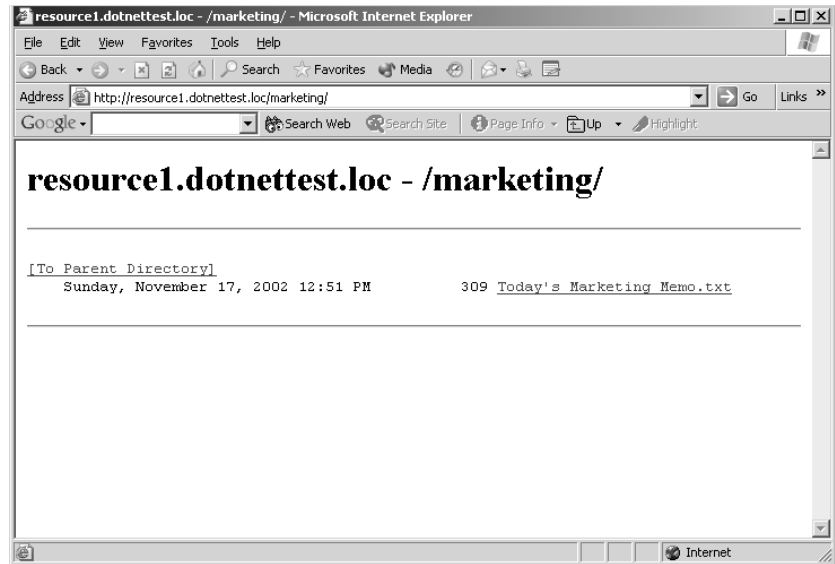 resource1.dotnettest.loc - /marketing/ - Microsoft Internet Explorer
File Edit View Favorites Tools Help
Back Search Favorites Media
Address http://resource1.dotnettest.loc/marketing/ Go Links »
Google Search Web Search Site Page Info Up Highlight
resource1.dotnettest.loc - /marketing/
[To Parent Directory]
Sunday, November 17, 2002 12:51 PM 309 Today's Marketing Memo.txt
Internet